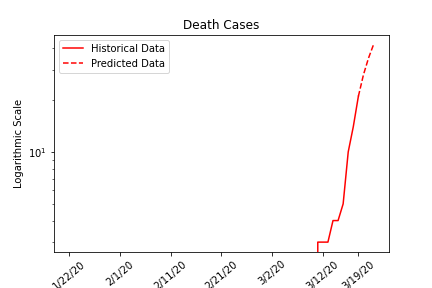 Death Cases
Historical Data
Predicted Data
Logarithmic Scale
10¹
1/22/20
2/1/20
2/11/20
2/21/20
3/2/20
3/12/20
3/19/20